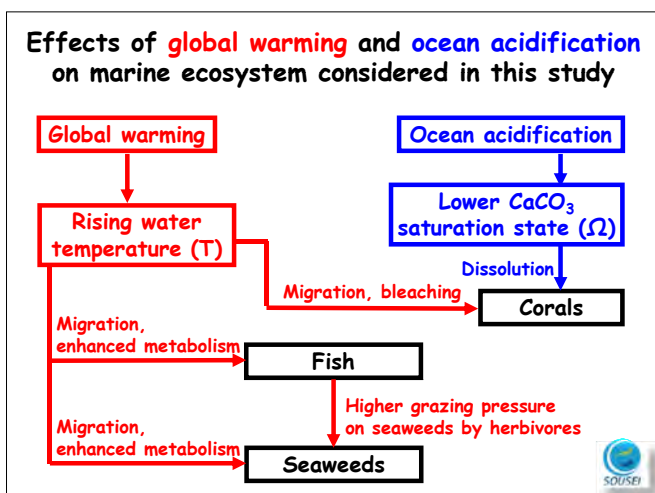 Effects of global warming and ocean acidification
on marine ecosystem considered in this study
Global warming
Ocean acidification
Rising water
temperature (T)
Lower CaCO₃
saturation state (Ω)
Dissolution
Migration, bleaching
Corals
Migration,
enhanced metabolism
Fish
Higher grazing pressure
on seaweeds by herbivores
Migration,
enhanced metabolism
Seaweeds
SOUSEI